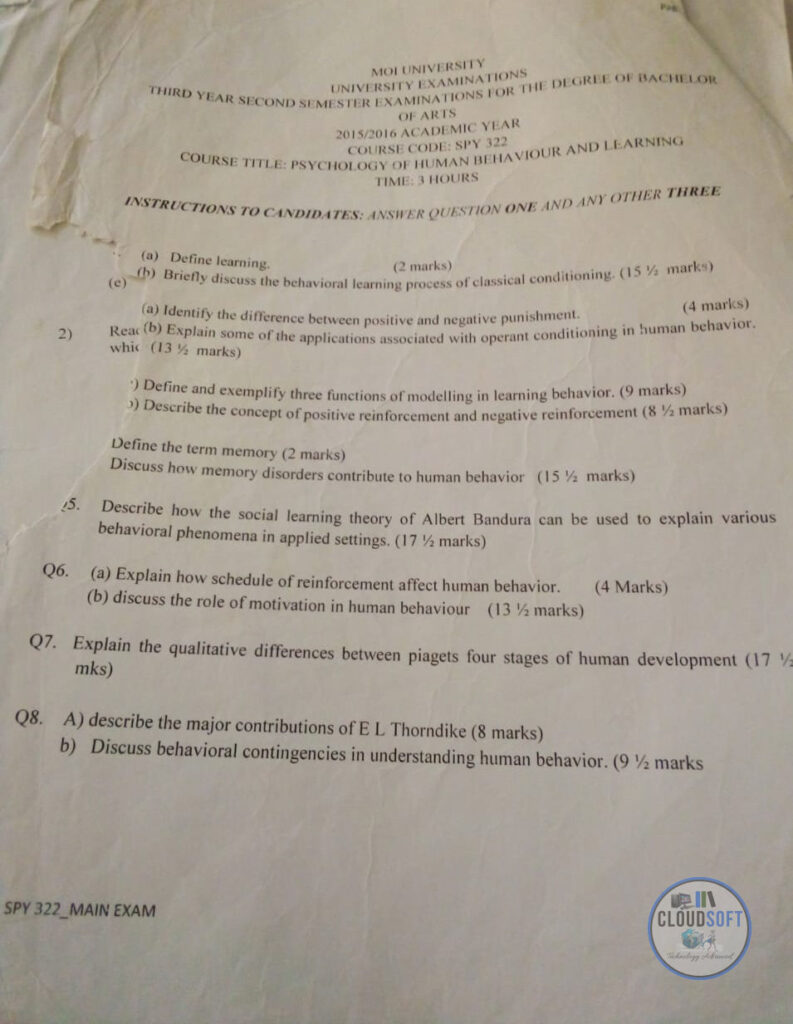 MOI UNIVERSITY
UNIVERSITY EXAMINATIONS
THIRD YEAR SECOND SEMESTER EXAMINATIONS FOR THE DEGREE OF BACHELOR
OF ARTS
2015/2016 ACADEMIC YEAR
COURSE CODE: SPY 322
COURSE TITLE: PSYCHOLOGY OF HUMAN BEHAVIOUR AND LEARNING
TIME: 3 HOURS
INSTRUCTIONS TO CANDIDATES: ANSWER QUESTION ONE AND ANY OTHER THREE
(a) Define learning. (2 marks)
(b) Briefly discuss the behavioral learning process of classical conditioning. (15 ½ marks)
(e)
(a) Identify the difference between positive and negative punishment. (4 marks)
2) Reac (b) Explain some of the applications associated with operant conditioning in human behavior.
whic (13 ½ marks)
) Define and exemplify three functions of modelling in learning behavior. (9 marks)
) Describe the concept of positive reinforcement and negative reinforcement (8 ½ marks)
Define the term memory (2 marks)
Discuss how memory disorders contribute to human behavior (15 ½ marks)
5. Describe how the social learning theory of Albert Bandura can be used to explain various
behavioral phenomena in applied settings. (17 ½ marks)
Q6. (a) Explain how schedule of reinforcement affect human behavior. (4 Marks)
(b) discuss the role of motivation in human behaviour (13 ½ marks)
Q7. Explain the qualitative differences between piagets four stages of human development (17 ½
mks)
Q8. A) describe the major contributions of E L Thorndike (8 marks)
b) Discuss behavioral contingencies in understanding human behavior. (9 ½ marks
SPY 322_MAIN EXAM
CLOUDSOFT